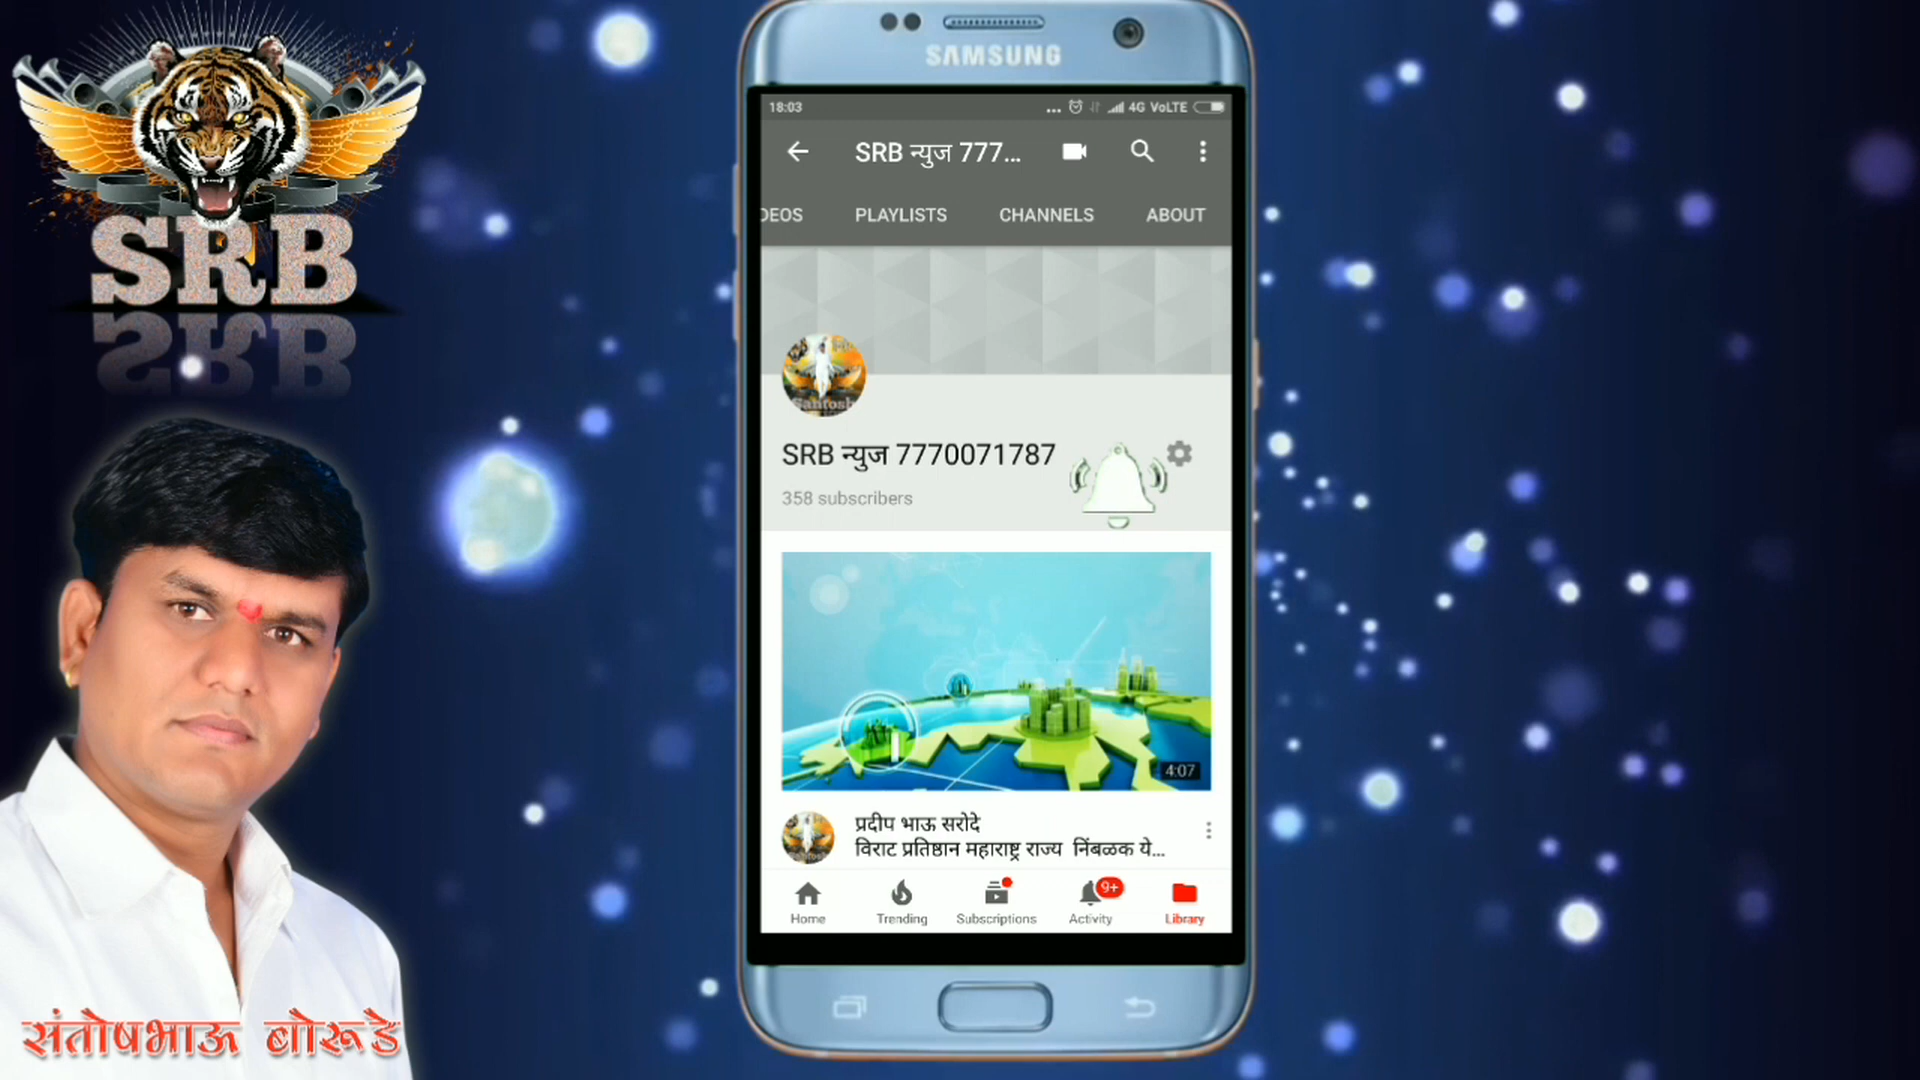 SRB
संतोषभाऊ बोरूडे
SAMSUNG
18:03
4G VoLTE
SRB न्युज 777...
DEOS PLAYLISTS CHANNELS ABOUT
Santosh
SRB न्युज 7770071787
358 subscribers
4:07
प्रदीप भाऊ सरोदे
विराट प्रतिष्ठान महाराष्ट्र राज्य निंबळक ये...
9+
Home Trending Subscriptions Activity Library